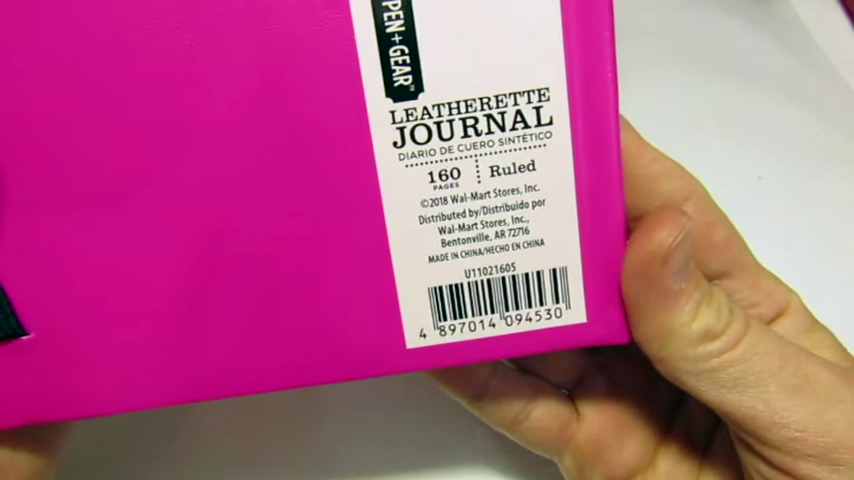 PEN+GEAR™
LEATHERETTE
JOURNAL
DIARIO DE CUERO SINTÉTICO
160 Ruled
PAGES
©2018 Wal-Mart Stores, Inc.
Distributed by/Distribuido por
Wal-Mart Stores, Inc.,
Bentonville, AR 72716
MADE IN CHINA/HECHO EN CHINA
U11021605
4 897014 094530